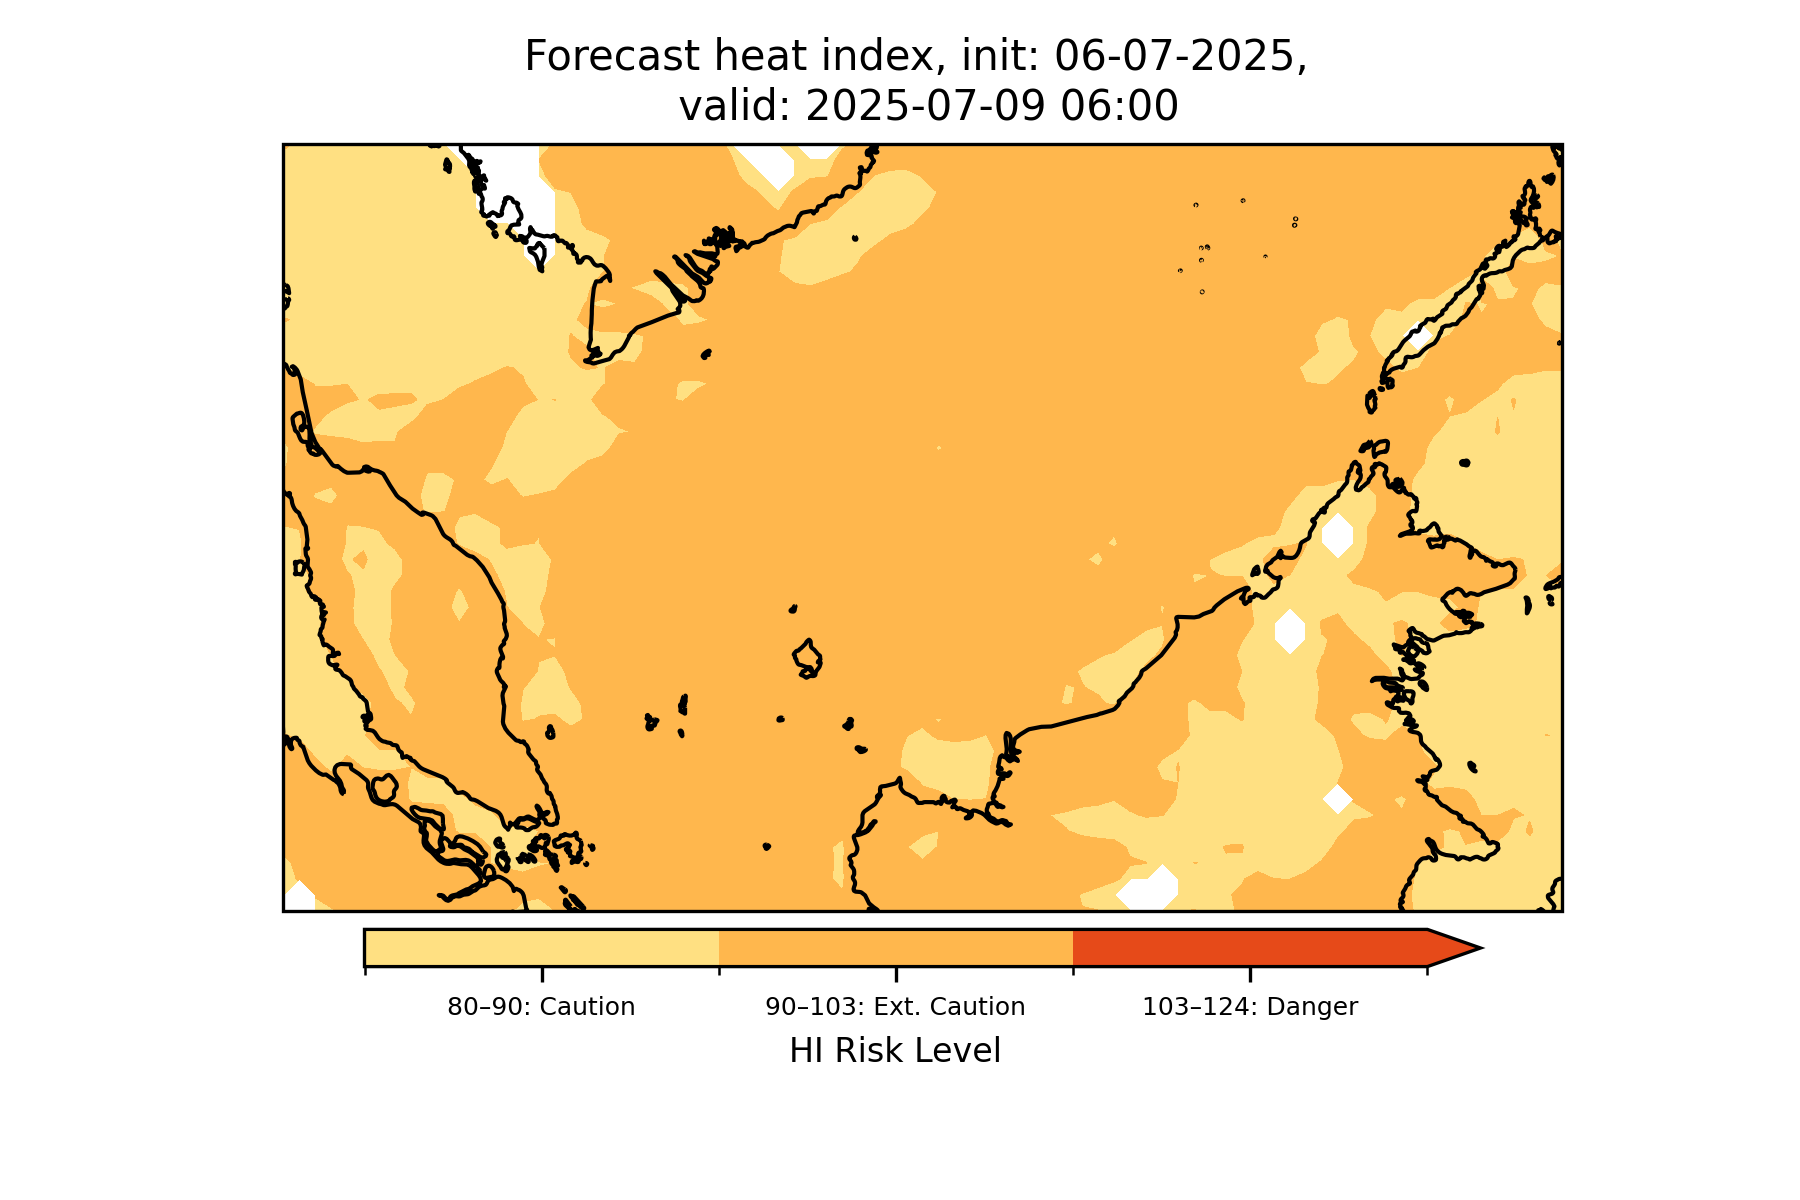 Forecast heat index, init: 06-07-2025,
valid: 2025-07-09 06:00
80–90: Caution
90–103: Ext. Caution
103–124: Danger
HI Risk Level